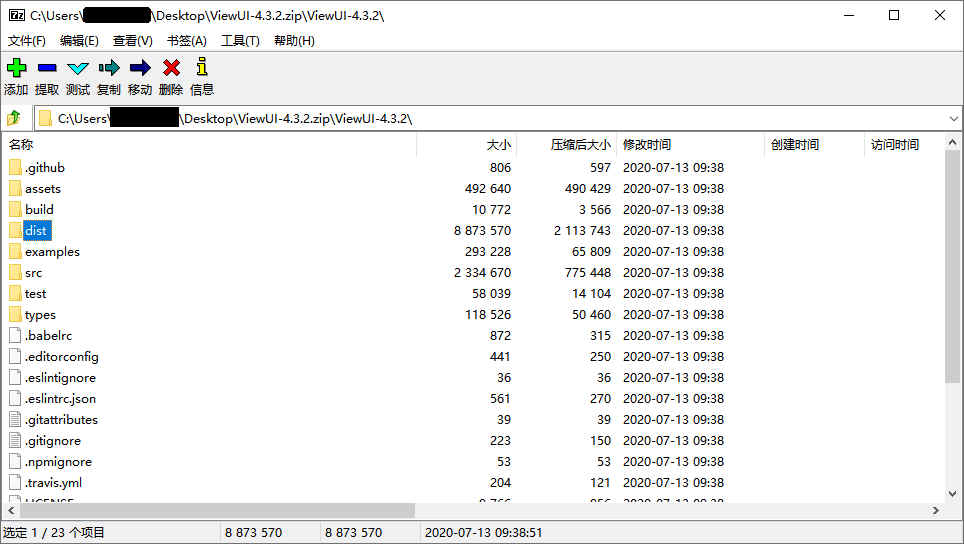 7z C:\Users\ \Desktop\ViewUI-4.3.2.zip\ViewUI-4.3.2\
文件(F) 编辑(E) 查看(V) 书签(A) 工具(T) 帮助(H)
添加 提取 测试 复制 移动 删除 信息
C:\Users\ \Desktop\ViewUI-4.3.2.zip\ViewUI-4.3.2\
名称 大小 压缩后大小 修改时间 创建时间 访问时间
.github 806 597 2020-07-13 09:38
assets 492 640 490 429 2020-07-13 09:38
build 10 772 3 566 2020-07-13 09:38
dist 8 873 570 2 113 743 2020-07-13 09:38
examples 293 228 65 809 2020-07-13 09:38
src 2 334 670 775 448 2020-07-13 09:38
test 58 039 14 104 2020-07-13 09:38
types 118 526 50 460 2020-07-13 09:38
.babelrc 872 315 2020-07-13 09:38
.editorconfig 441 250 2020-07-13 09:38
.eslintignore 36 36 2020-07-13 09:38
.eslintrc.json 561 270 2020-07-13 09:38
.gitattributes 39 39 2020-07-13 09:38
.gitignore 223 150 2020-07-13 09:38
.npmignore 53 53 2020-07-13 09:38
.travis.yml 204 121 2020-07-13 09:38
LICENSE 2020-07-13 09:38
选定 1 / 23 个项目 8 873 570 8 873 570 2020-07-13 09:38:51